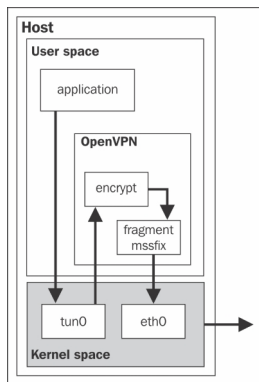 Host
User space
application
OpenVPN
encrypt
fragment
mssfix
tun0
eth0
Kernel space